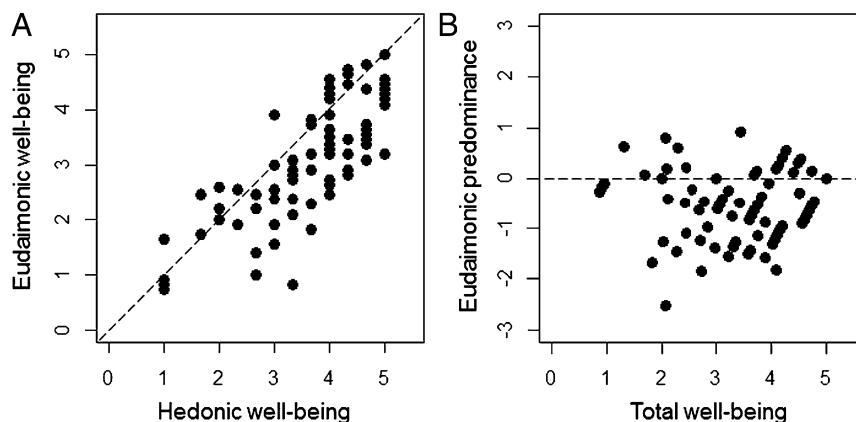 A
B
Eudaimonic well-being
5
4
3
2
1
0
0 1 2 3 4 5
Hedonic well-being
Eudaimonic predominance
3
2
1
0
-1
-2
-3
0 1 2 3 4 5
Total well-being